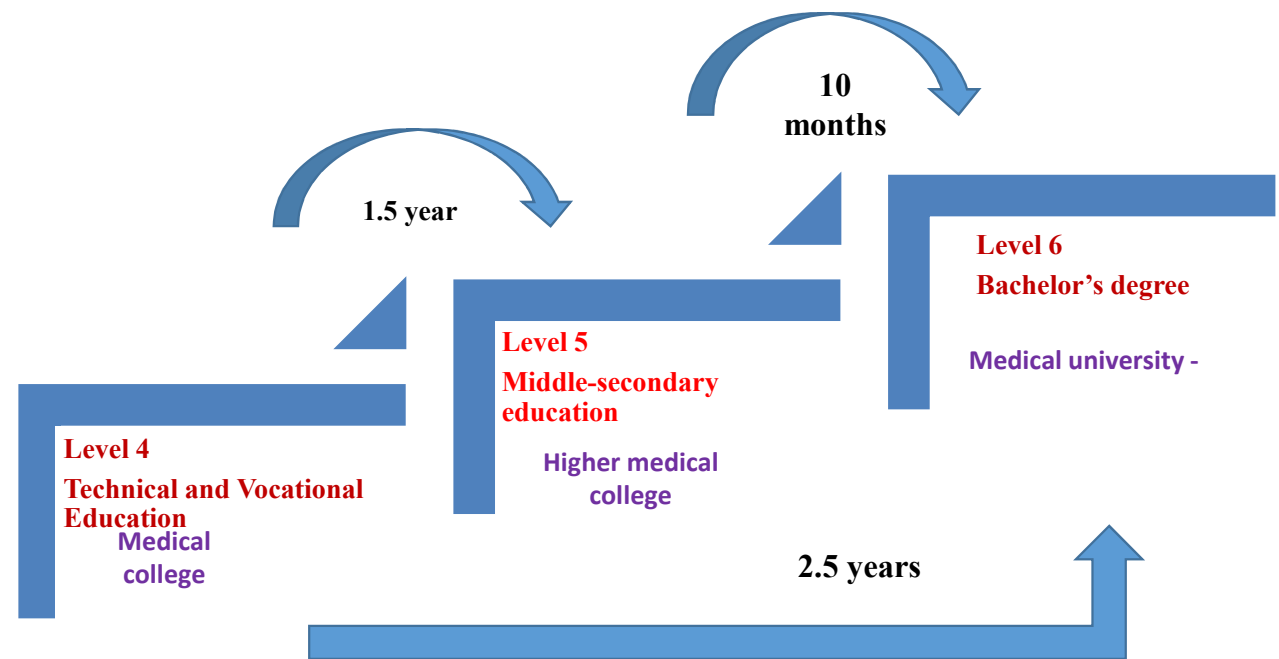 10
months
1.5 year
Level 6
Bachelor’s degree
Medical university -
Level 5
Middle-secondary
education
Higher medical
college
Level 4
Technical and Vocational
Education
Medical
college
2.5 years